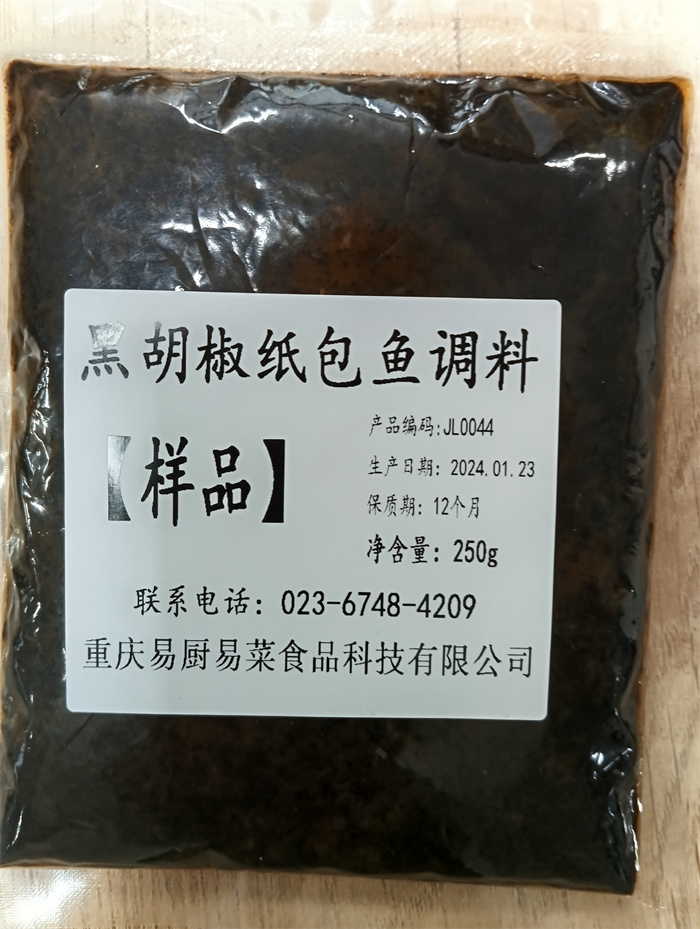 黑胡椒纸包鱼调料
【样品】
产品编码:JL0044
生产日期: 2024.01.23
保质期: 12个月
净含量: 250g
联系电话: 023-6748-4209
重庆易厨易菜食品科技有限公司